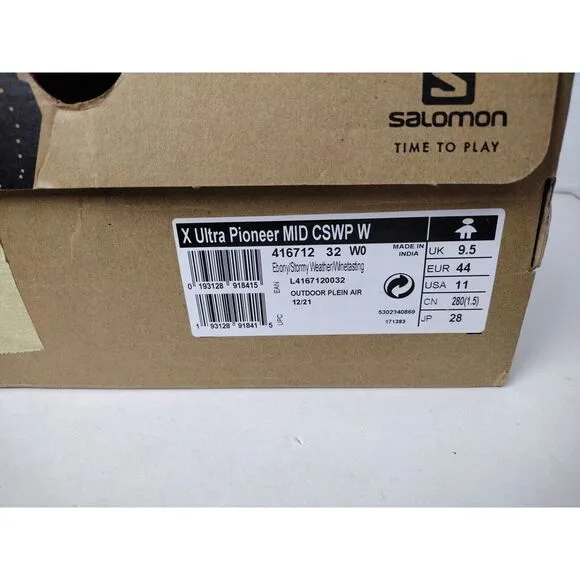 S
salomon
TIME TO PLAY
X Ultra Pioneer MID CSWP W
416712 32 W0
Ebony/Stormy Weather/Winetasting
L4167120032
OUTDOOR PLEIN AIR
12/21
0 193128 918415
EAN
1 93128 91841 5
UPC
MADE IN
INDIA
5302340869
171383
UK 9.5
EUR 44
USA 11
CN 280(1.5)
JP 28